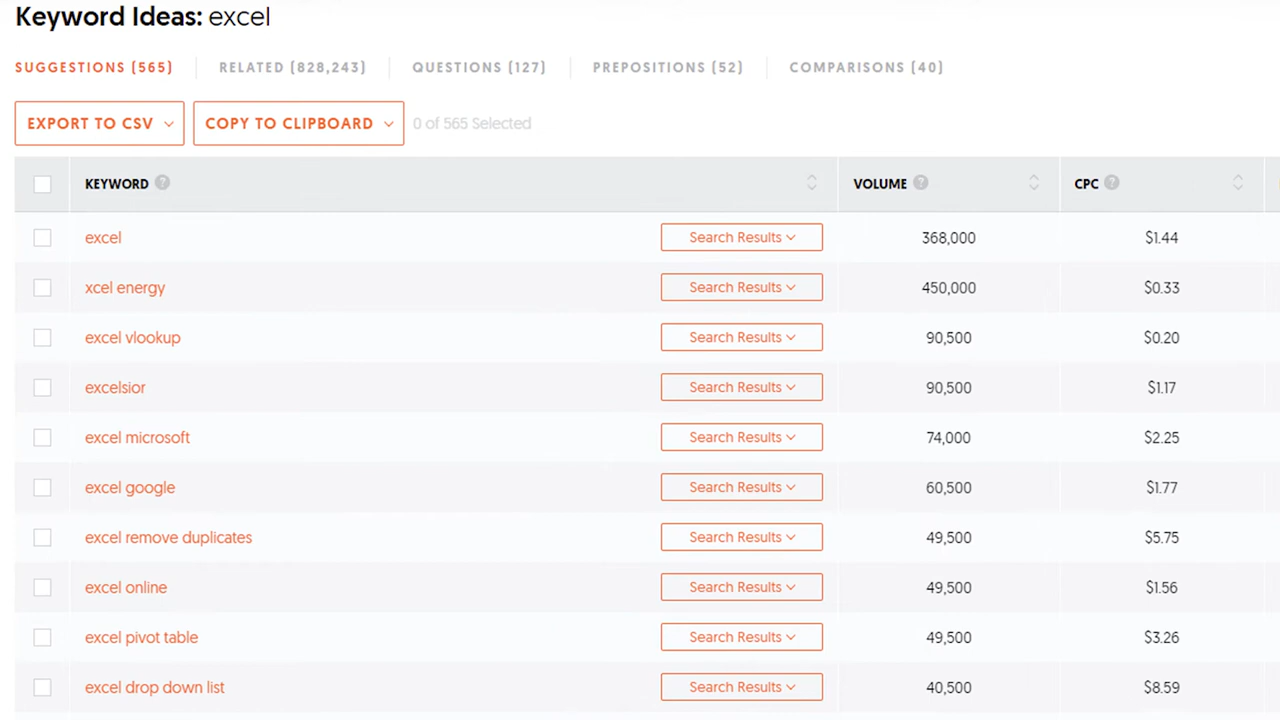 Keyword Ideas: excel
SUGGESTIONS (565) RELATED (828,243) QUESTIONS (127) PREPOSITIONS (52) COMPARISONS (40)
EXPORT TO CSV COPY TO CLIPBOARD 0 of 565 Selected
KEYWORD ? VOLUME ? CPC ?
excel Search Results 368,000 $1.44
xcel energy Search Results 450,000 $0.33
excel vlookup Search Results 90,500 $0.20
excelsior Search Results 90,500 $1.17
excel microsoft Search Results 74,000 $2.25
excel google Search Results 60,500 $1.77
excel remove duplicates Search Results 49,500 $5.75
excel online Search Results 49,500 $1.56
excel pivot table Search Results 49,500 $3.26
excel drop down list Search Results 40,500 $8.59